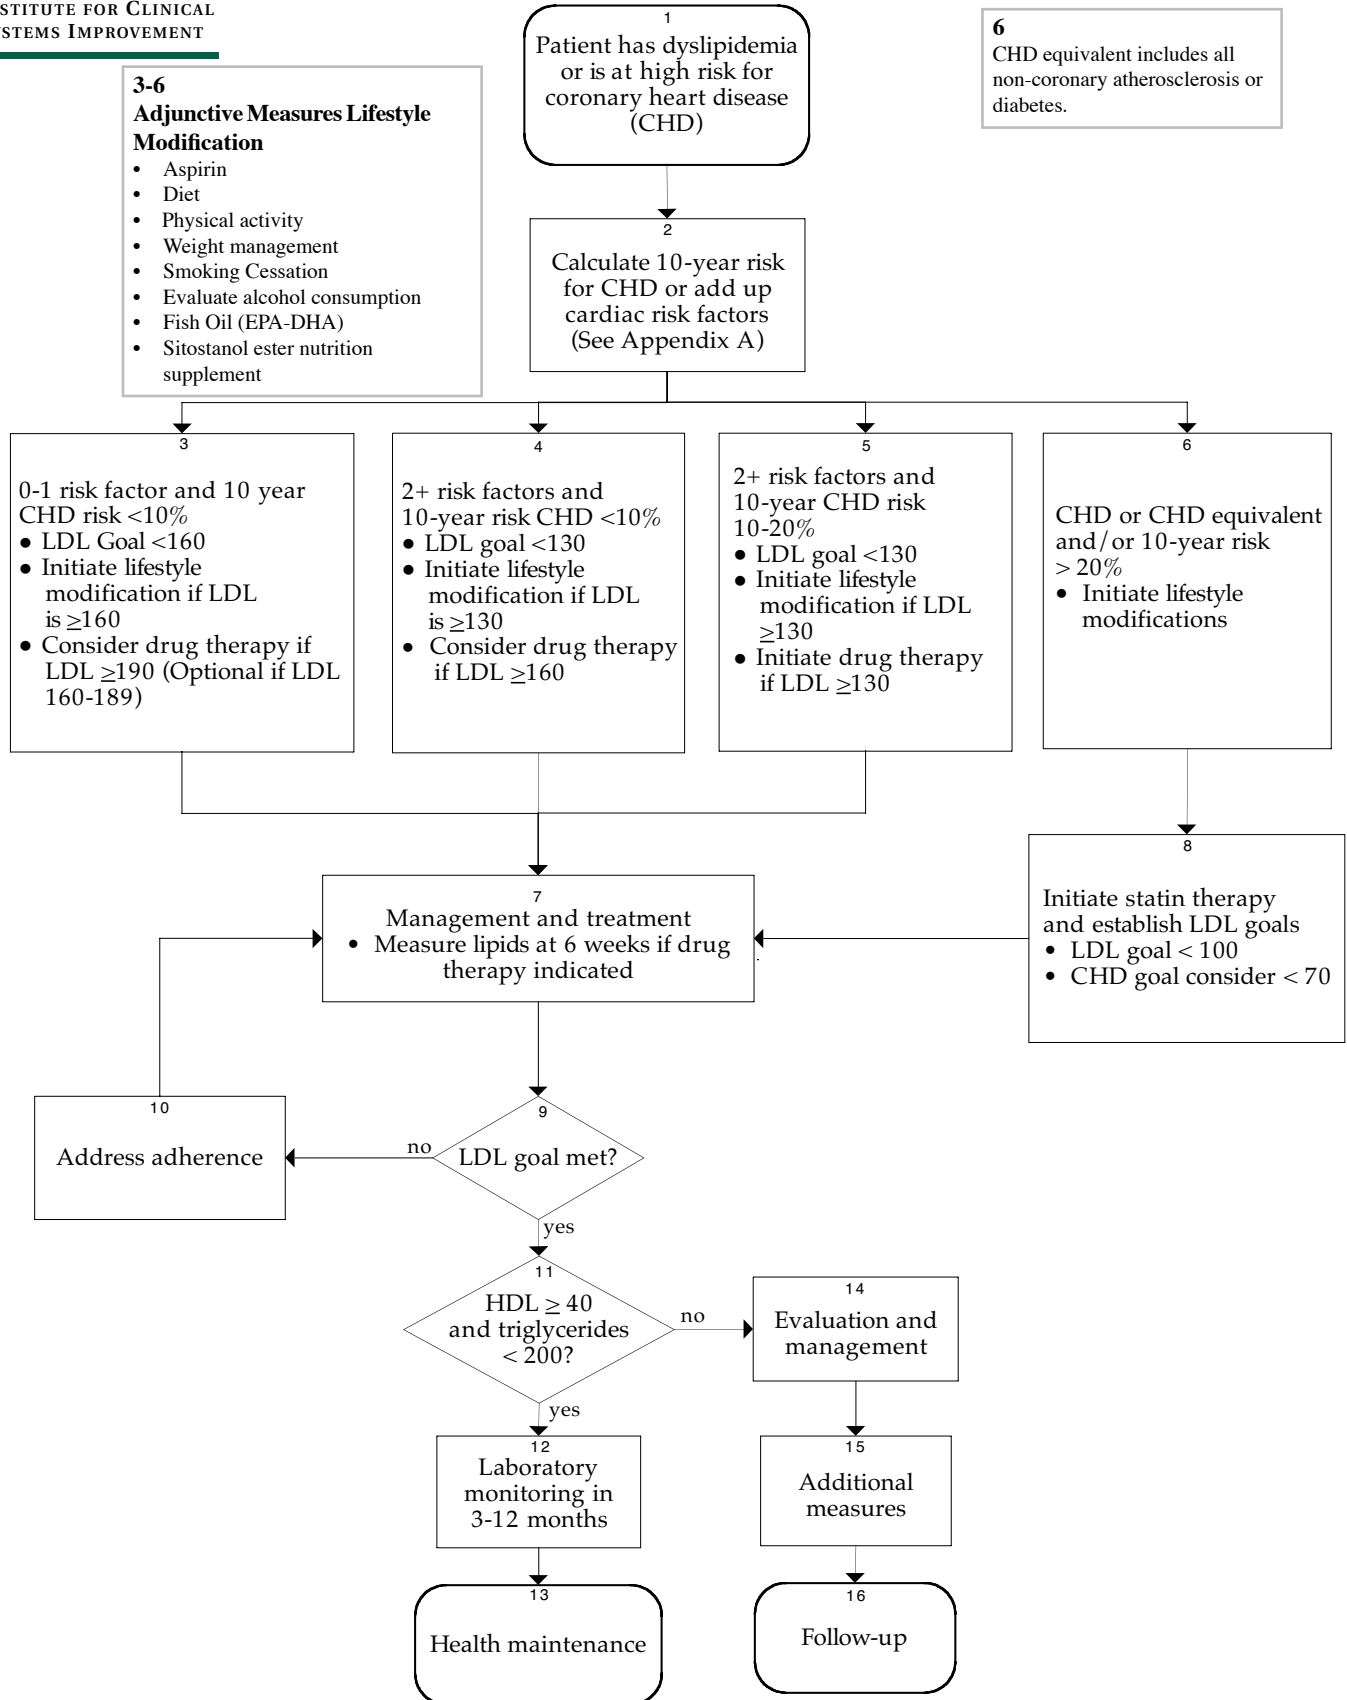 STITUTE FOR CLINICAL
STEMS IMPROVEMENT
3-6
Adjunctive Measures Lifestyle
Modification
• Aspirin
• Diet
• Physical activity
• Weight management
• Smoking Cessation
• Evaluate alcohol consumption
• Fish Oil (EPA-DHA)
• Sitostanol ester nutrition
supplement
1
Patient has dyslipidemia
or is at high risk for
coronary heart disease
(CHD)
6
CHD equivalent includes all
non-coronary atherosclerosis or
diabetes.
2
Calculate 10-year risk
for CHD or add up
cardiac risk factors
(See Appendix A)
3
0-1 risk factor and 10 year
CHD risk <10%
• LDL Goal <160
• Initiate lifestyle
modification if LDL
is ≥160
• Consider drug therapy if
LDL ≥190 (Optional if LDL
160-189)
4
2+ risk factors and
10-year risk CHD <10%
• LDL goal <130
• Initiate lifestyle
modification if LDL
is ≥130
• Consider drug therapy
if LDL ≥160
5
2+ risk factors and
10-year CHD risk
10-20%
• LDL goal <130
• Initiate lifestyle
modification if LDL
≥130
• Initiate drug therapy
if LDL ≥130
6
CHD or CHD equivalent
and/or 10-year risk
> 20%
• Initiate lifestyle
modifications
7
Management and treatment
• Measure lipids at 6 weeks if drug
therapy indicated
8
Initiate statin therapy
and establish LDL goals
• LDL goal < 100
• CHD goal consider < 70
9
LDL goal met?
no
10
Address adherence
yes
11
HDL ≥ 40
and triglycerides
< 200?
no
14
Evaluation and
management
yes
12
Laboratory
monitoring in
3-12 months
15
Additional
measures
13
Health maintenance
16
Follow-up